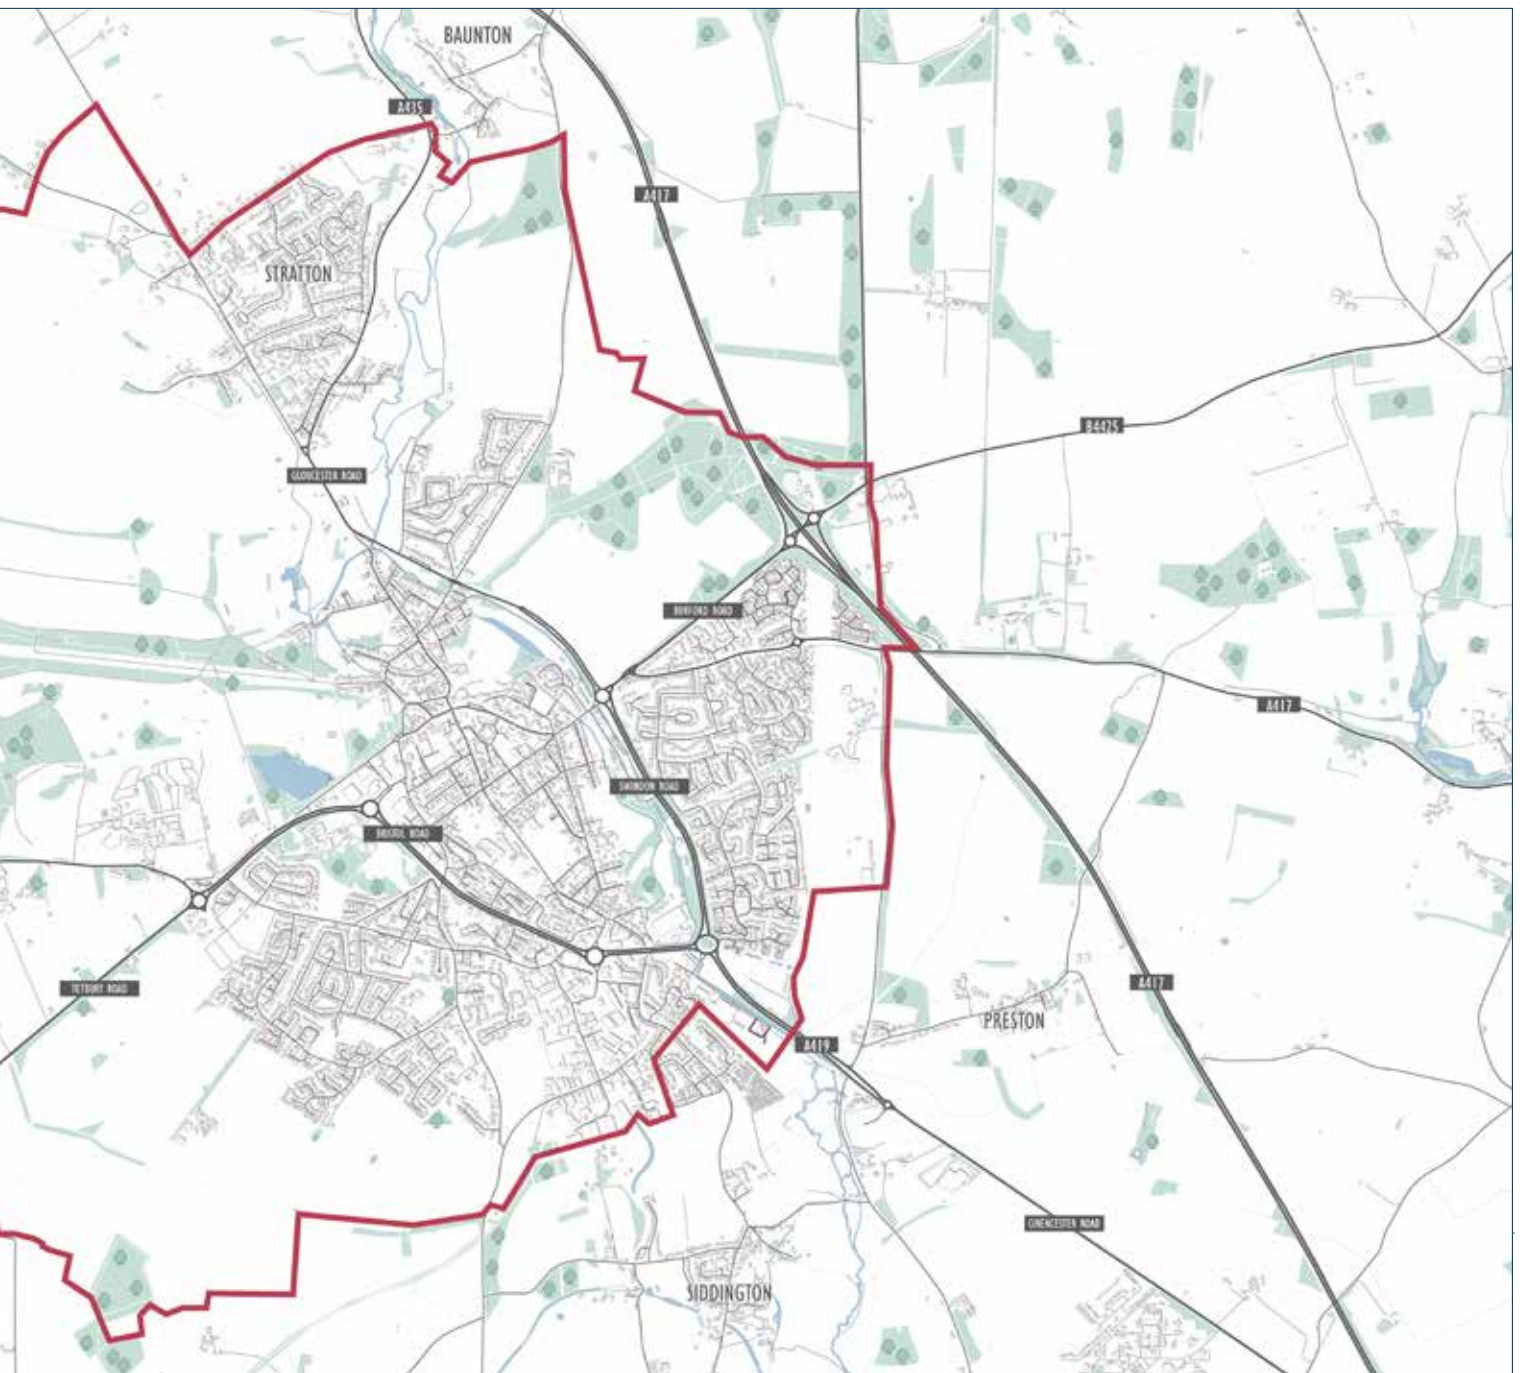 BAUNTON
A435
A417
STRATTON
B4425
GLOUCESTER ROAD
BURFORD ROAD
A417
SWINDON ROAD
BRISTOL ROAD
TETBURY ROAD
A417
PRESTON
A419
CIRENCESTER ROAD
SIDDINGTON